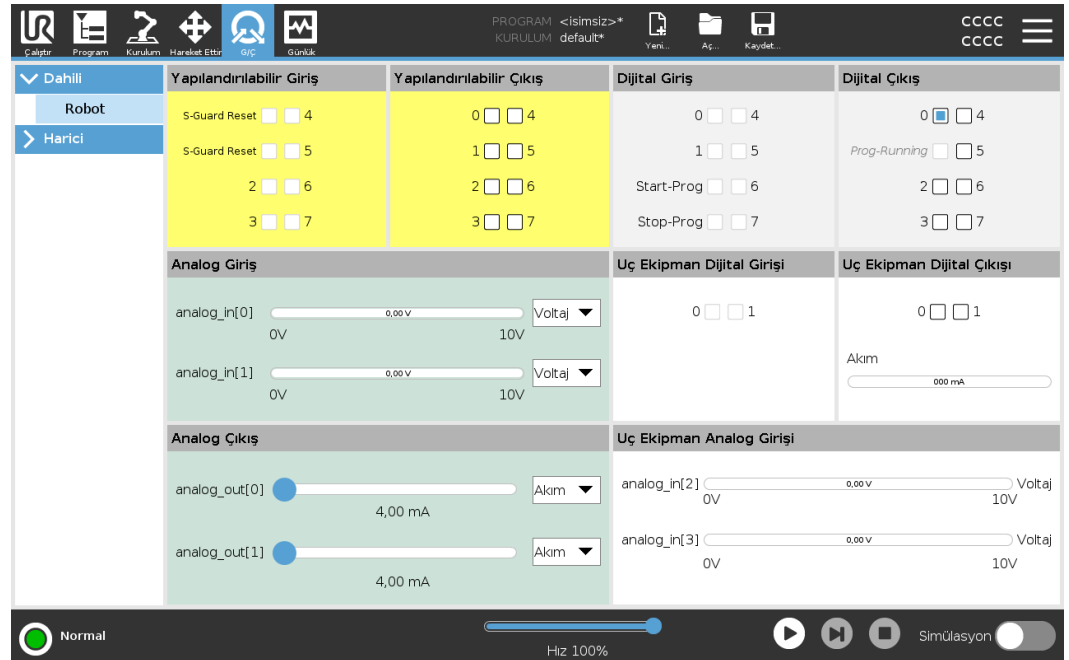 PROGRAM <isimsiz>*
KURULUM default*
Çalıştır Program Kurulum Hareket Ettir G/Ç Günlük Yeni... Aç... Kaydet...
CCCC
CCCC
Dahili
Robot
Harici
Yapılandırılabilir Giriş
S-Guard Reset 4
S-Guard Reset 5
2 6
3 7
Yapılandırılabilir Çıkış
0 4
1 5
2 6
3 7
Dijital Giriş
0 4
1 5
Start-Prog 6
Stop-Prog 7
Dijital Çıkış
0 4
Prog-Running 5
2 6
3 7
Analog Giriş
analog_in[0] 0,00 V Voltaj
0V 10V
analog_in[1] 0,00 V Voltaj
0V 10V
Uç Ekipman Dijital Girişi
0 1
Uç Ekipman Dijital Çıkışı
0 1
Akım
000 mA
Analog Çıkış
analog_out[0] Akım
4,00 mA
analog_out[1] Akım
4,00 mA
Uç Ekipman Analog Girişi
analog_in[2] 0,00 V Voltaj
0V 10V
analog_in[3] 0,00 V Voltaj
0V 10V
Normal
Hız 100%
Simülasyon